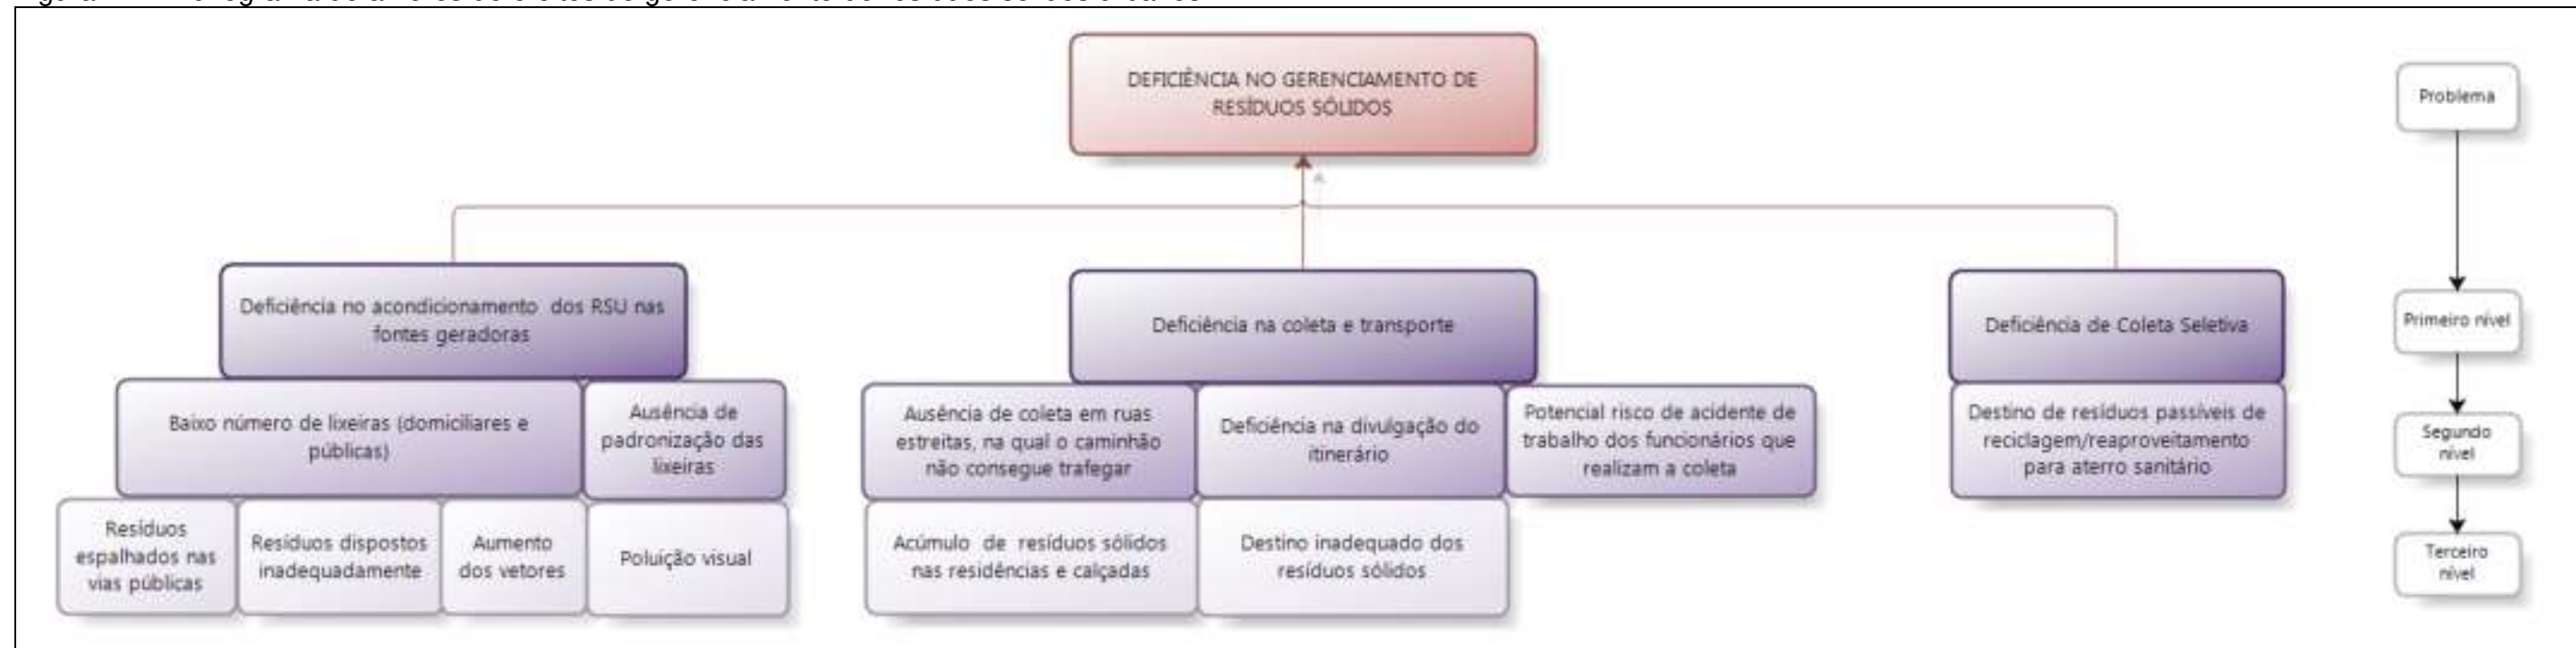 DEFICIÊNCIA NO GERENCIAMENTO DE
RESÍDUOS SÓLIDOS
Problema
Deficiência no acondicionamento dos RSU nas
fontes geradoras
Deficiência na coleta e transporte
Deficiência de Coleta Seletiva
Primeiro nível
Baixo número de lixeiras (domiciliares e
públicas)
Ausência de
padronização das
lixeiras
Ausência de coleta em ruas
estreitas, na qual o caminhão
não consegue trafegar
Deficiência na divulgação do
itinerário
Potencial risco de acidente de
trabalho dos funcionários que
realizam a coleta
Destino de resíduos passíveis de
reciclagem/reaproveitamento
para aterro sanitário
Segundo
nível
Resíduos
espalhados nas
vias públicas
Resíduos dispostos
inadequadamente
Aumento
dos vetores
Poluição visual
Acúmulo de resíduos sólidos
nas residências e calçadas
Destino inadequado dos
resíduos sólidos
Terceiro
nível